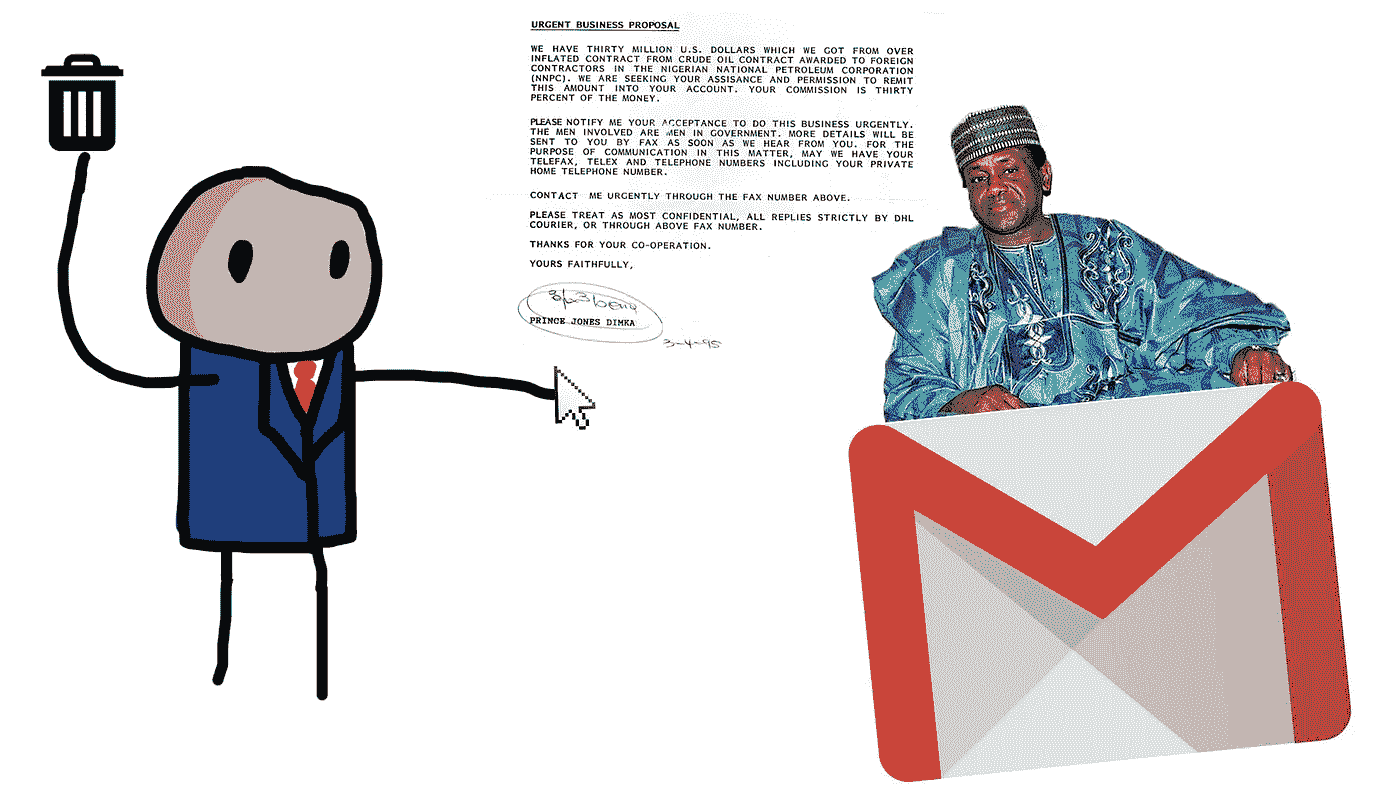 URGENT BUSINESS PROPOSAL
WE HAVE THIRTY MILLION U.S. DOLLARS WHICH WE GOT FROM OVER
INFLATED CONTRACT FROM CRUDE OIL CONTRACT AWARDED TO FOREIGN
CONTRACTORS IN THE NIGERIAN NATIONAL PETROLEUM CORPORATION
(NNPC). WE ARE SEEKING YOUR ASSISANCE AND PERMISSION TO REMIT
THIS AMOUNT INTO YOUR ACCOUNT. YOUR COMMISSION IS THIRTY
PERCENT OF THE MONEY.
PLEASE NOTIFY ME YOUR ACCEPTANCE TO DO THIS BUSINESS URGENTLY.
THE MEN INVOLVED ARE MEN IN GOVERNMENT. MORE DETAILS WILL BE
SENT TO YOU BY FAX AS SOON AS WE HEAR FROM YOU. FOR THE
PURPOSE OF COMMUNICATION IN THIS MATTER, MAY WE HAVE YOUR
TELEFAX, TELEX AND TELEPHONE NUMBERS INCLUDING YOUR PRIVATE
HOME TELEPHONE NUMBER.
CONTACT ME URGENTLY THROUGH THE FAX NUMBER ABOVE.
PLEASE TREAT AS MOST CONFIDENTIAL, ALL REPLIES STRICTLY BY DHL
COURIER, OR THROUGH ABOVE FAX NUMBER.
THANKS FOR YOUR CO-OPERATION.
YOURS FAITHFULLY,
PRINCE JONES DIMKA
3-4-95